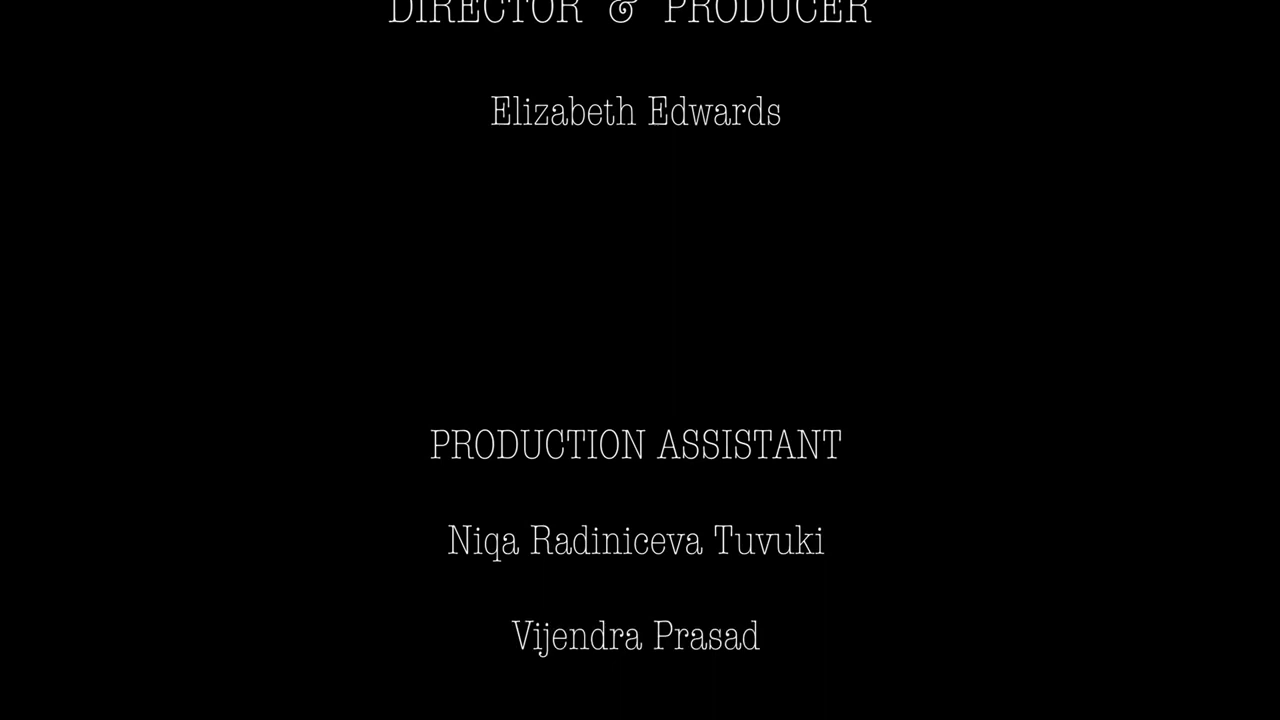 DIRECTOR & PRODUCER
Elizabeth Edwards
PRODUCTION ASSISTANT
Niqa Radiniceva Tuvuki
Vijendra Prasad